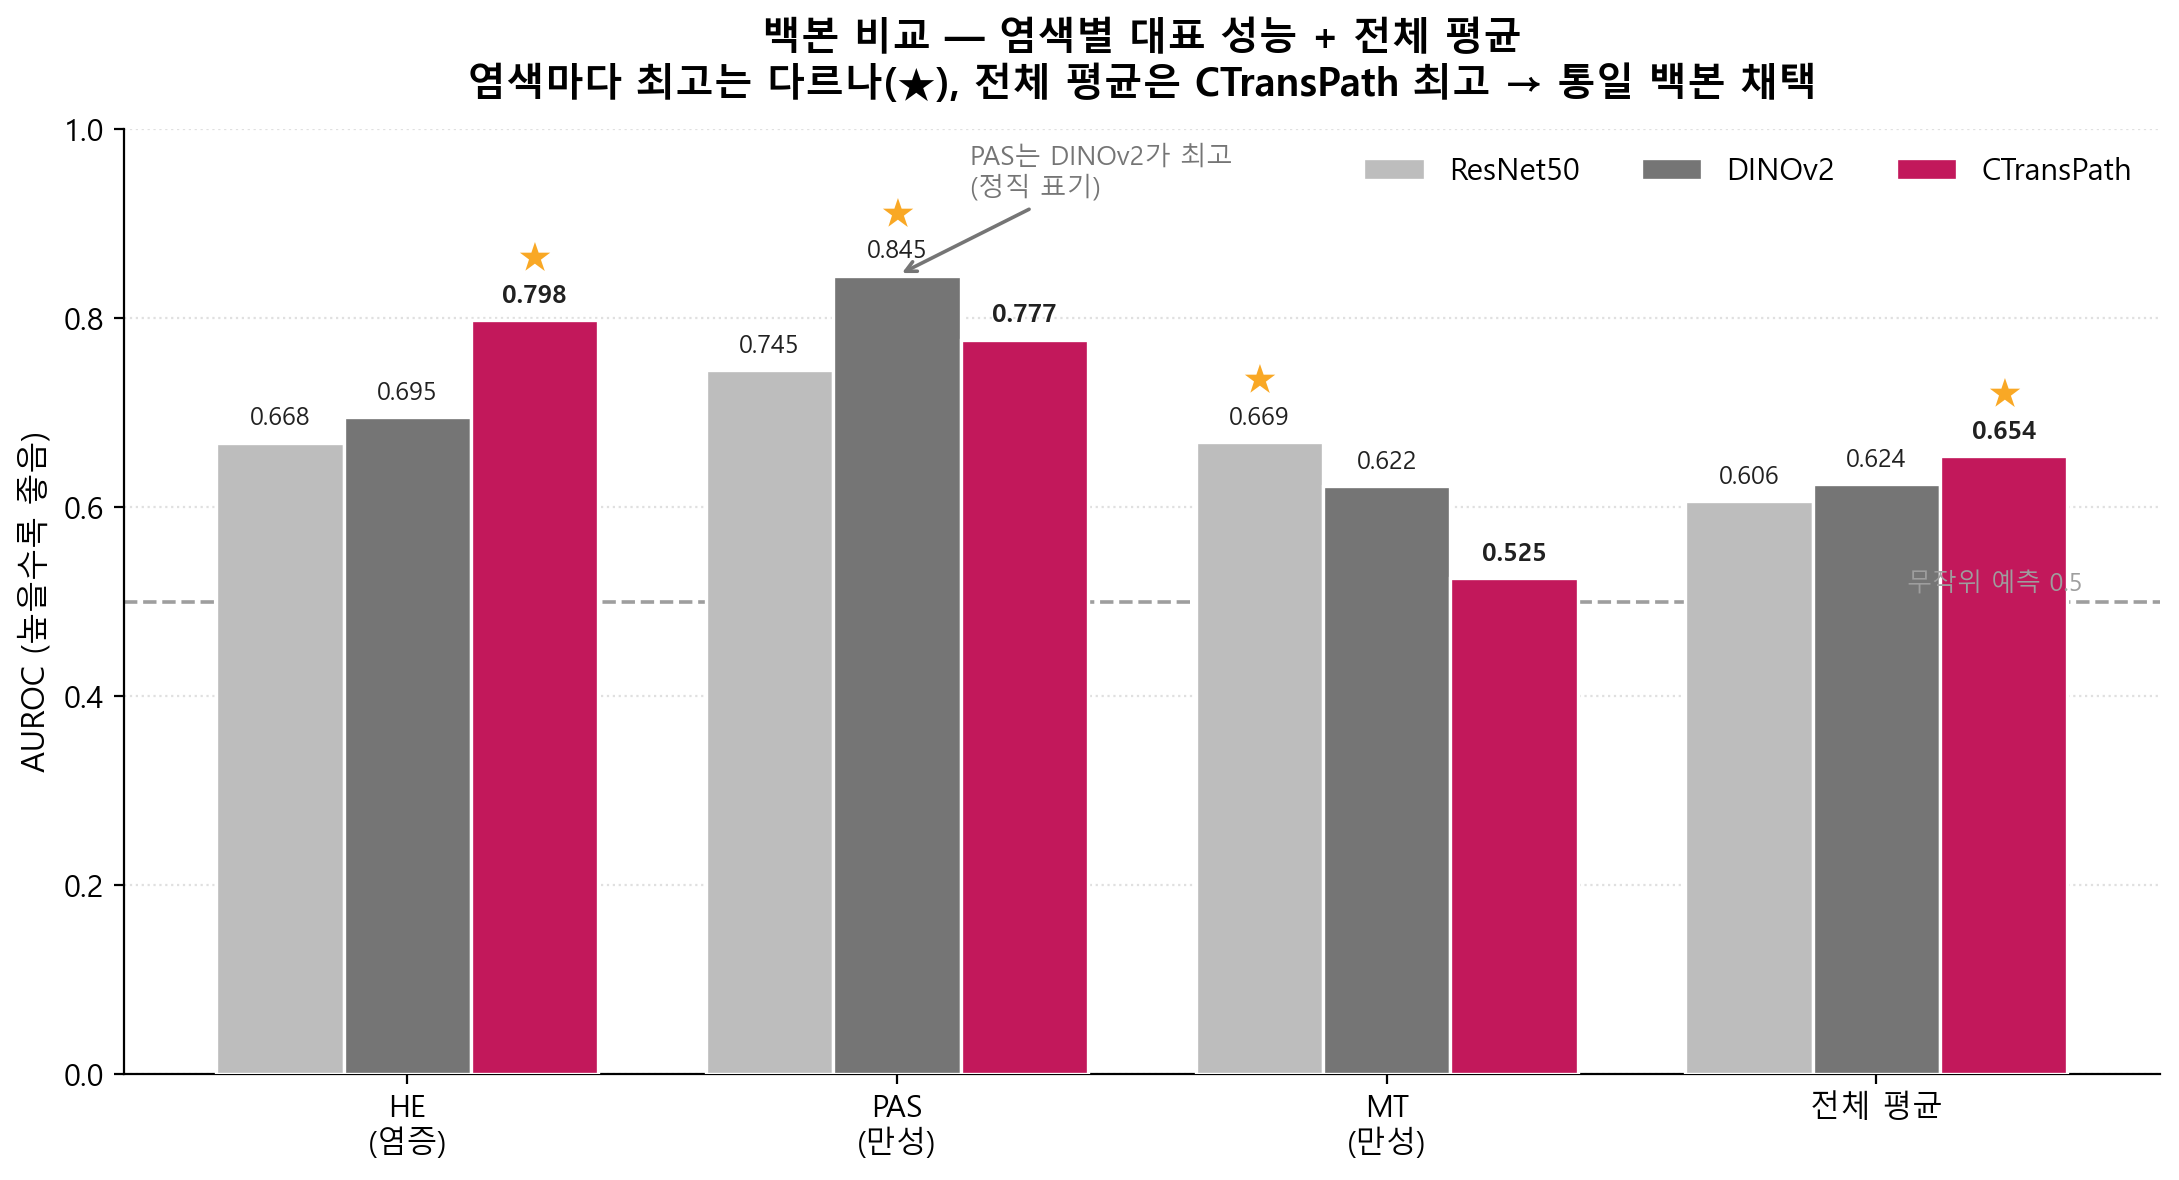 백본 비교 — 염색별 대표 성능 + 전체 평균
염색마다 최고는 다르나(★), 전체 평균은 CTransPath 최고 → 통일 백본 채택
PAS는 DINOv2가 최고
(정직 표기)
ResNet50
DINOv2
CTransPath
AUROC (높을수록 좋음)
1.0
0.8
0.6
0.4
0.2
0.0
★
0.668
0.695
0.798
★
0.745
0.845
0.777
★
0.669
0.622
0.525
★
0.606
0.624
0.654
무작위 예측 0.5
HE
(염증)
PAS
(만성)
MT
(만성)
전체 평균